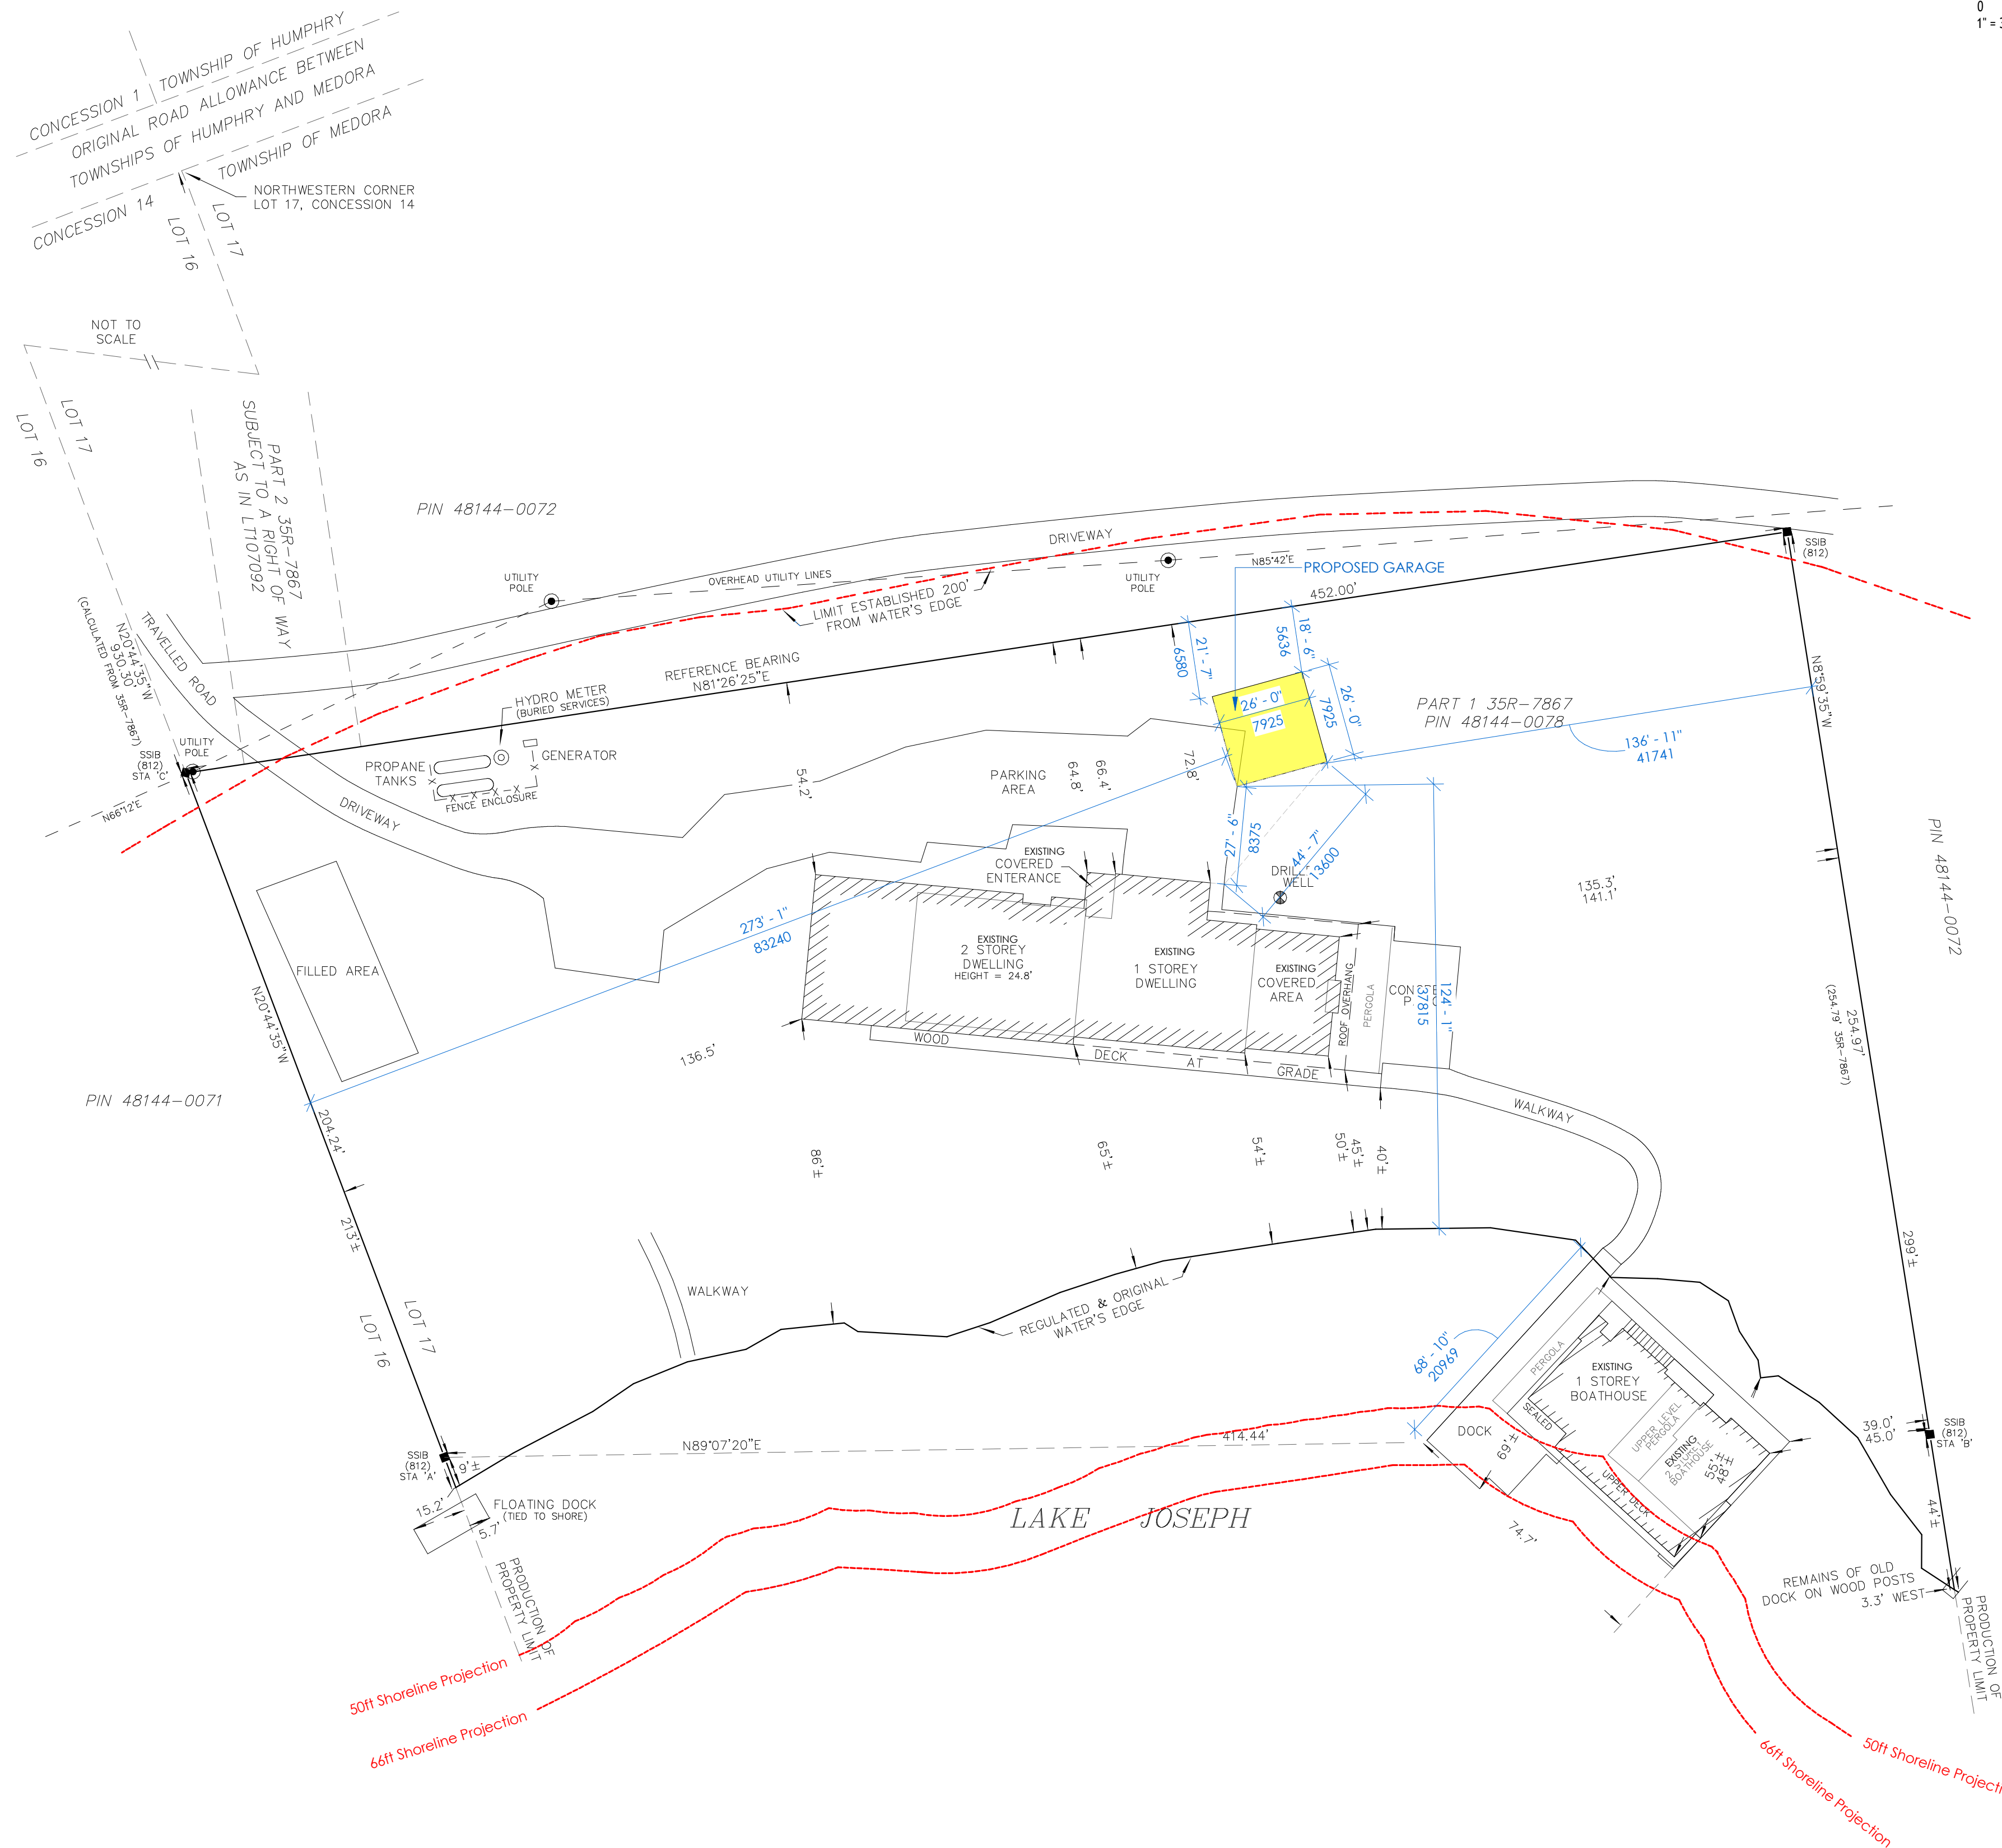 0
CONCESSION 1
TOWNSHIP OF HUMPHRY
ORIGINAL ROAD ALLOWANCE BETWEEN
TOWNSHIPS OF HUMPHRY AND MEDORA
CONCESSION 14
TOWNSHIP OF MEDORA
NORTHWESTERN CORNER
LOT 17, CONCESSION 14
LOT 16
LOT 17
NOT TO
SCALE
LOT 17
LOT 16
PART 2 35R-7867
SUBJECT TO A RIGHT OF WAY
AS IN LT107092
PIN 48144-0072
DRIVEWAY
OVERHEAD UTILITY LINES
UTILITY
POLE
UTILITY
POLE
N85°42'E
PROPOSED GARAGE
SSIB
(812)
LIMIT ESTABLISHED 200'
FROM WATER'S EDGE
452.00'
TRAVELLED ROAD
N20°44'35"W
930.30'
(CALCULATED FROM 35R-7867)
REFERENCE BEARING
N81°26'25"E
HYDRO METER
(BURIED SERVICES)
21' - 7"
6580
18' - 6"
5636
26' - 0"
7925
26' - 0"
7925
PART 1 35R-7867
PIN 48144-0078
N8°59'35"W
136' - 11"
41741
UTILITY
POLE
SSIB
(812)
STA 'C'
N66°12'E
PROPANE
TANKS
GENERATOR
X X X X X X
FENCE ENCLOSURE
DRIVEWAY
54.2'
PARKING
AREA
64.8'
66.4'
72.8'
27' - 6"
8375
44' - 7"
13600
WELL
EXISTING
COVERED
ENTERANCE
135.3'
141.1'
PIN 48144-0072
273' - 1"
83240
FILLED AREA
EXISTING
2 STOREY
DWELLING
HEIGHT = 24.8'
EXISTING
1 STOREY
DWELLING
EXISTING
COVERED
AREA
ROOF OVERHANG
PERGOLA
124' - 1"
37815
254.97'
(254.79' 35R-7867)
N20°44'35"W
136.5'
WOOD
DECK
AT
GRADE
WALKWAY
PIN 48144-0071
204.24'
213'±
86'±
65'±
54'±
50'±
45'±
40'±
299'±
LOT 17
LOT 16
WALKWAY
REGULATED & ORIGINAL
WATER'S EDGE
68' - 10"
20969
PERGOLA
EXISTING
1 STOREY
BOATHOUSE
SEALED
UPPER LEVEL
PERGOLA
EXISTING
BOATHOUSE
55'±
48'±
UPPER DECK
DOCK
69'±
74.7'
39.0'
45.0'
SSIB
(812)
STA 'B'
44'±
SSIB
(812)
STA 'A'
9'±
N89°07'20"E
414.44'
15.2'
5.7'
FLOATING DOCK
(TIED TO SHORE)
LAKE JOSEPH
PRODUCTION OF
PROPERTY LIMIT
REMAINS OF OLD
DOCK ON WOOD POSTS
3.3' WEST
PRODUCTION OF
PROPERTY LIMIT
50ft Shoreline Projection
66ft Shoreline Projection
50ft Shoreline
66ft Shoreline Projection